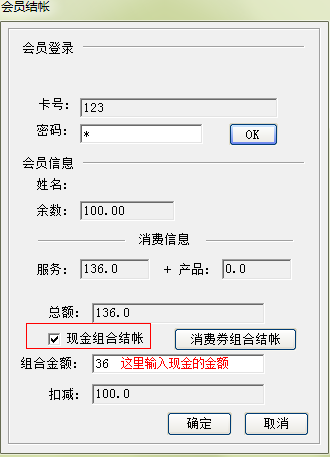 会员结帐
会员登录
卡号: 123
密码: * OK
会员信息
姓名:
余数: 100.00
消费信息
服务: 136.0 + 产品: 0.0
总额: 136.0
现金组合结帐 消费券组合结帐
组合金额: 36 这里输入现金的金额
扣减: 100.0
确定 取消